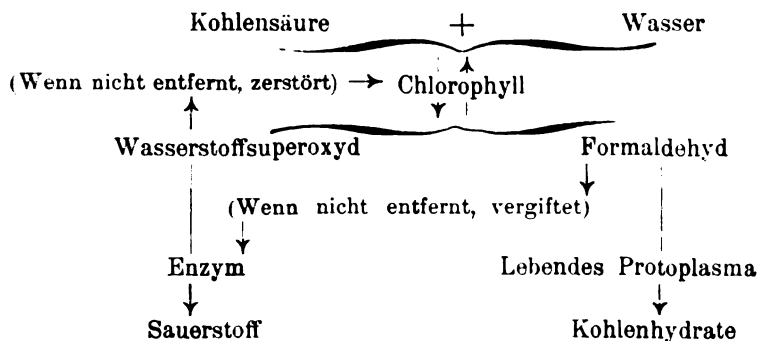 Kohlensäure + Wasser
(Wenn nicht entfernt, zerstört) → Chlorophyll
Wasserstoffsuperoxyd Formaldehyd
(Wenn nicht entfernt, vergiftet)
Enzym Lebendes Protoplasma
Sauerstoff Kohlenhydrate